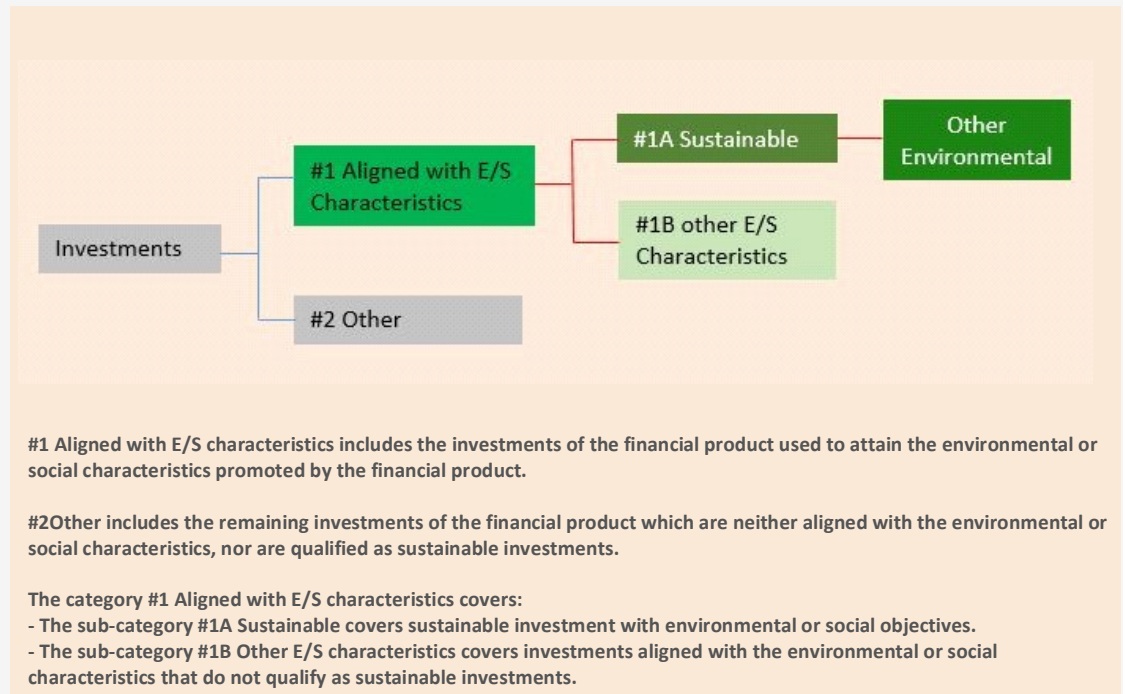 Other
Environmental
#1A Sustainable
#1 Aligned with E/S
Characteristics
#1B other E/S
Characteristics
Investments
#2 Other
#1 Aligned with E/S characteristics includes the investments of the financial product used to attain the environmental or
social characteristics promoted by the financial product.
#2Other includes the remaining investments of the financial product which are neither aligned with the environmental or
social characteristics, nor are qualified as sustainable investments.
The category #1 Aligned with E/S characteristics covers:
- The sub-category #1A Sustainable covers sustainable investment with environmental or social objectives.
- The sub-category #1B Other E/S characteristics covers investments aligned with the environmental or social
characteristics that do not qualify as sustainable investments.